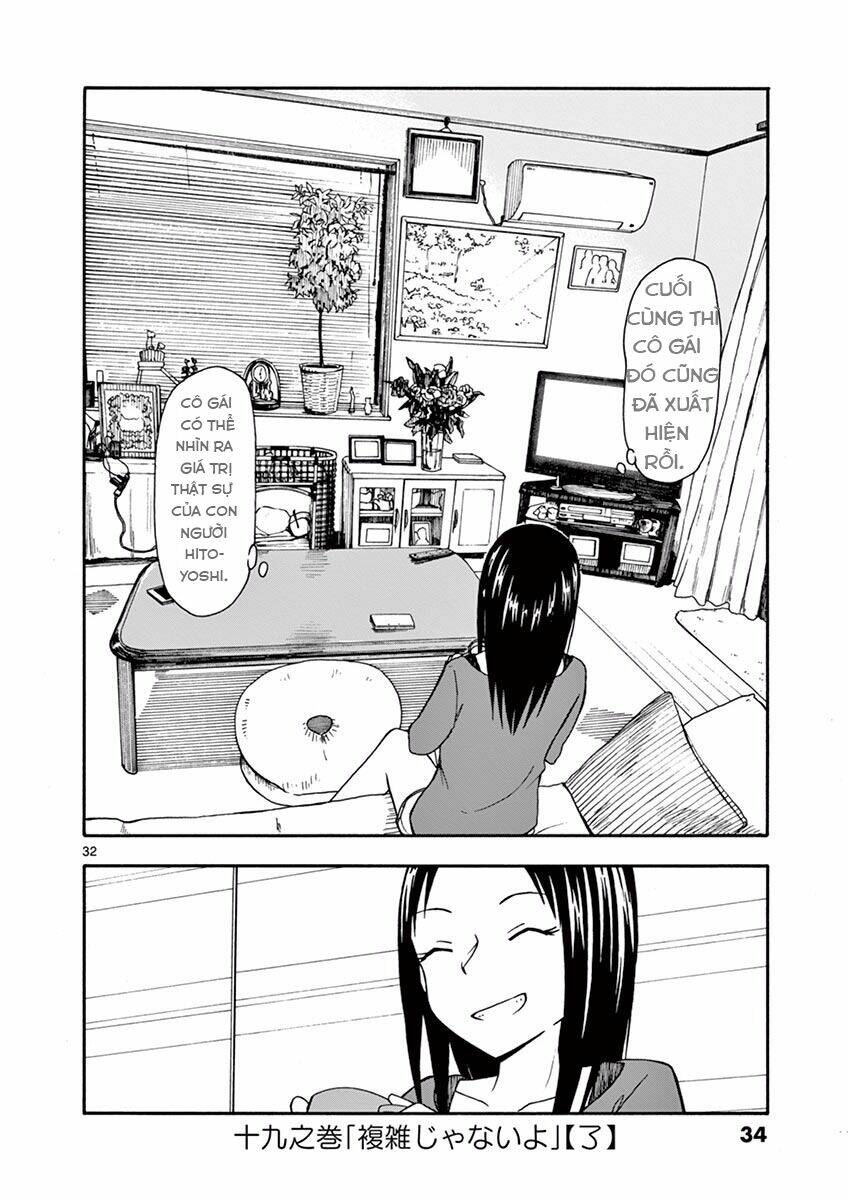 CUỐI
CÙNG THÌ
CÔ GÁI
ĐÓ CŨNG
ĐÃ XUẤT
HIỆN
RỒI.
CÔ GÁI
CÓ THỂ
NHÌN RA
GIÁ TRỊ
THẬT SỰ
CỦA CON
NGƯỜI
HITO-
YOSHI.
32
十九之巻「複雑じゃないよ」【了】
34